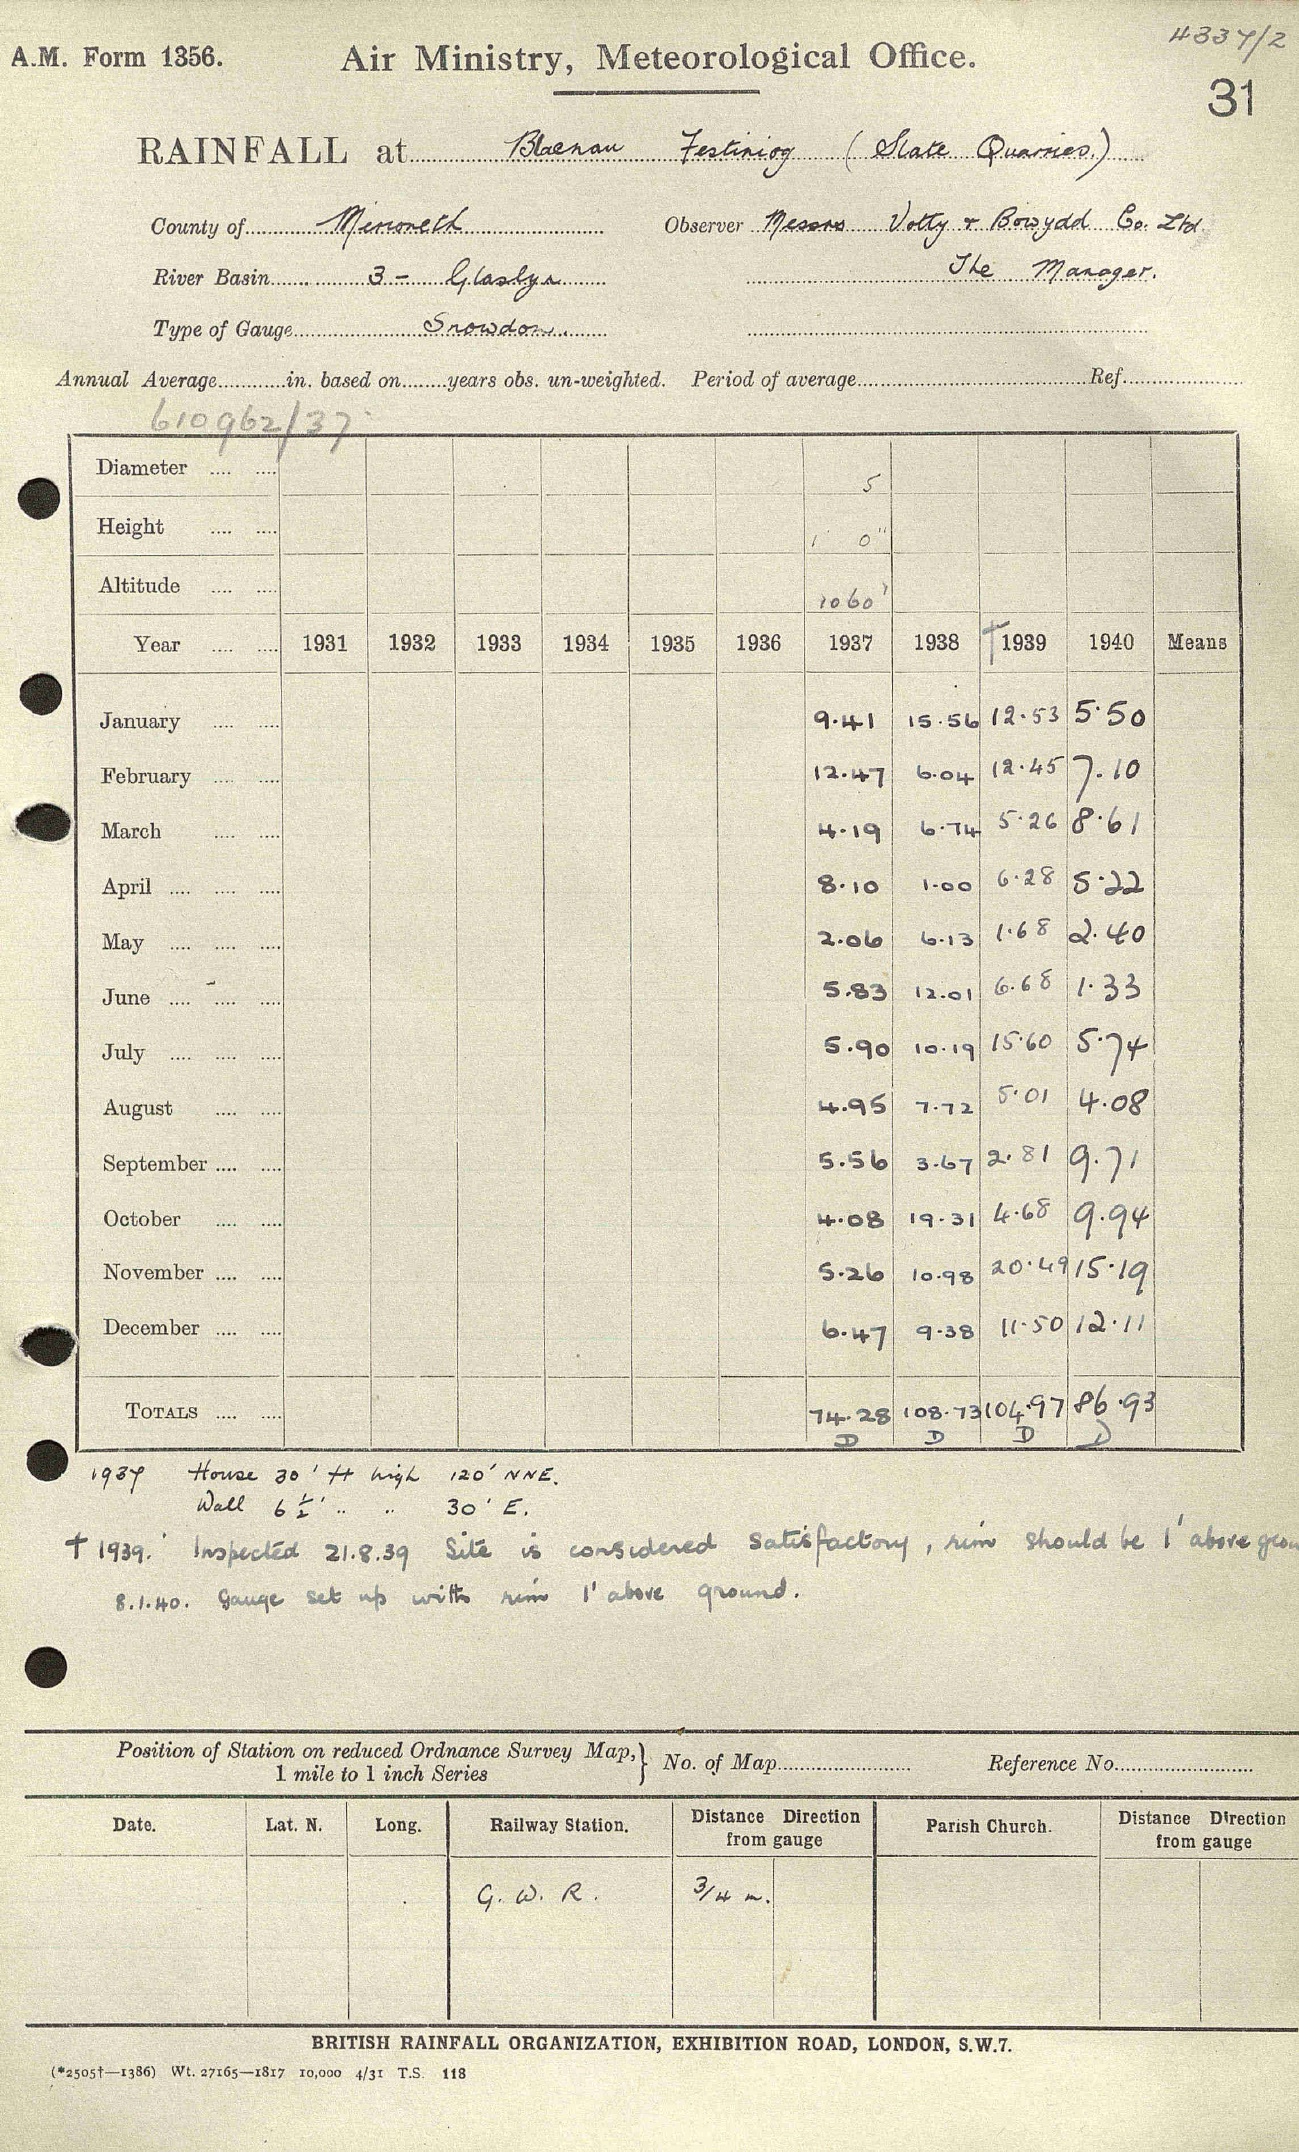 4337/2
A.M. Form 1356. Air Ministry, Meteorological Office.
31
RAINFALL at Blaenau Festiniog (Slate Quarries.)
County of Merioneth Observer Messrs Votty & Bowydd Co. Ltd.
River Basin 3 - Glaslyn The Manager.
Type of Gauge Snowdon
Annual Average in. based on years obs. un-weighted. Period of average Ref.
610962/37
Diameter 5
Height 1 0"
Altitude 1060'
Year 1931 1932 1933 1934 1935 1936 1937 1938 †1939 1940 Means
January 9.41 15.56 12.53 5.50
February 12.47 6.04 12.45 7.10
March 4.19 6.74 5.26 8.61
April 8.10 1.00 6.28 5.22
May 2.06 6.13 1.68 2.40
June 5.83 12.01 6.68 1.33
July 5.90 10.19 15.60 5.74
August 4.95 7.72 5.01 4.08
September 5.56 3.67 2.81 9.71
October 4.08 19.31 4.68 9.94
November 5.26 10.98 20.49 15.19
December 6.47 9.38 11.50 12.11
TOTALS 74.28 108.73 104.97 86.93
D D D D
1937 House 30' ft high 120' NNE.
Wall 6 1/2' " " 30' E.
† 1939. Inspected 21.8.39 Site is considered satisfactory, rim should be 1' above grou
8.1.40. Gauge set up with rim 1' above ground.
Position of Station on reduced Ordnance Survey Map, } No. of Map Reference No.
1 mile to 1 inch Series
Date. Lat. N. Long. Railway Station. Distance Direction from gauge Parish Church. Distance Direction from gauge
G. W. R. 3/4 m.
BRITISH RAINFALL ORGANIZATION, EXHIBITION ROAD, LONDON, S.W.7.
(*2505†—1386) Wt. 27165—1817 10,000 4/31 T.S. 118